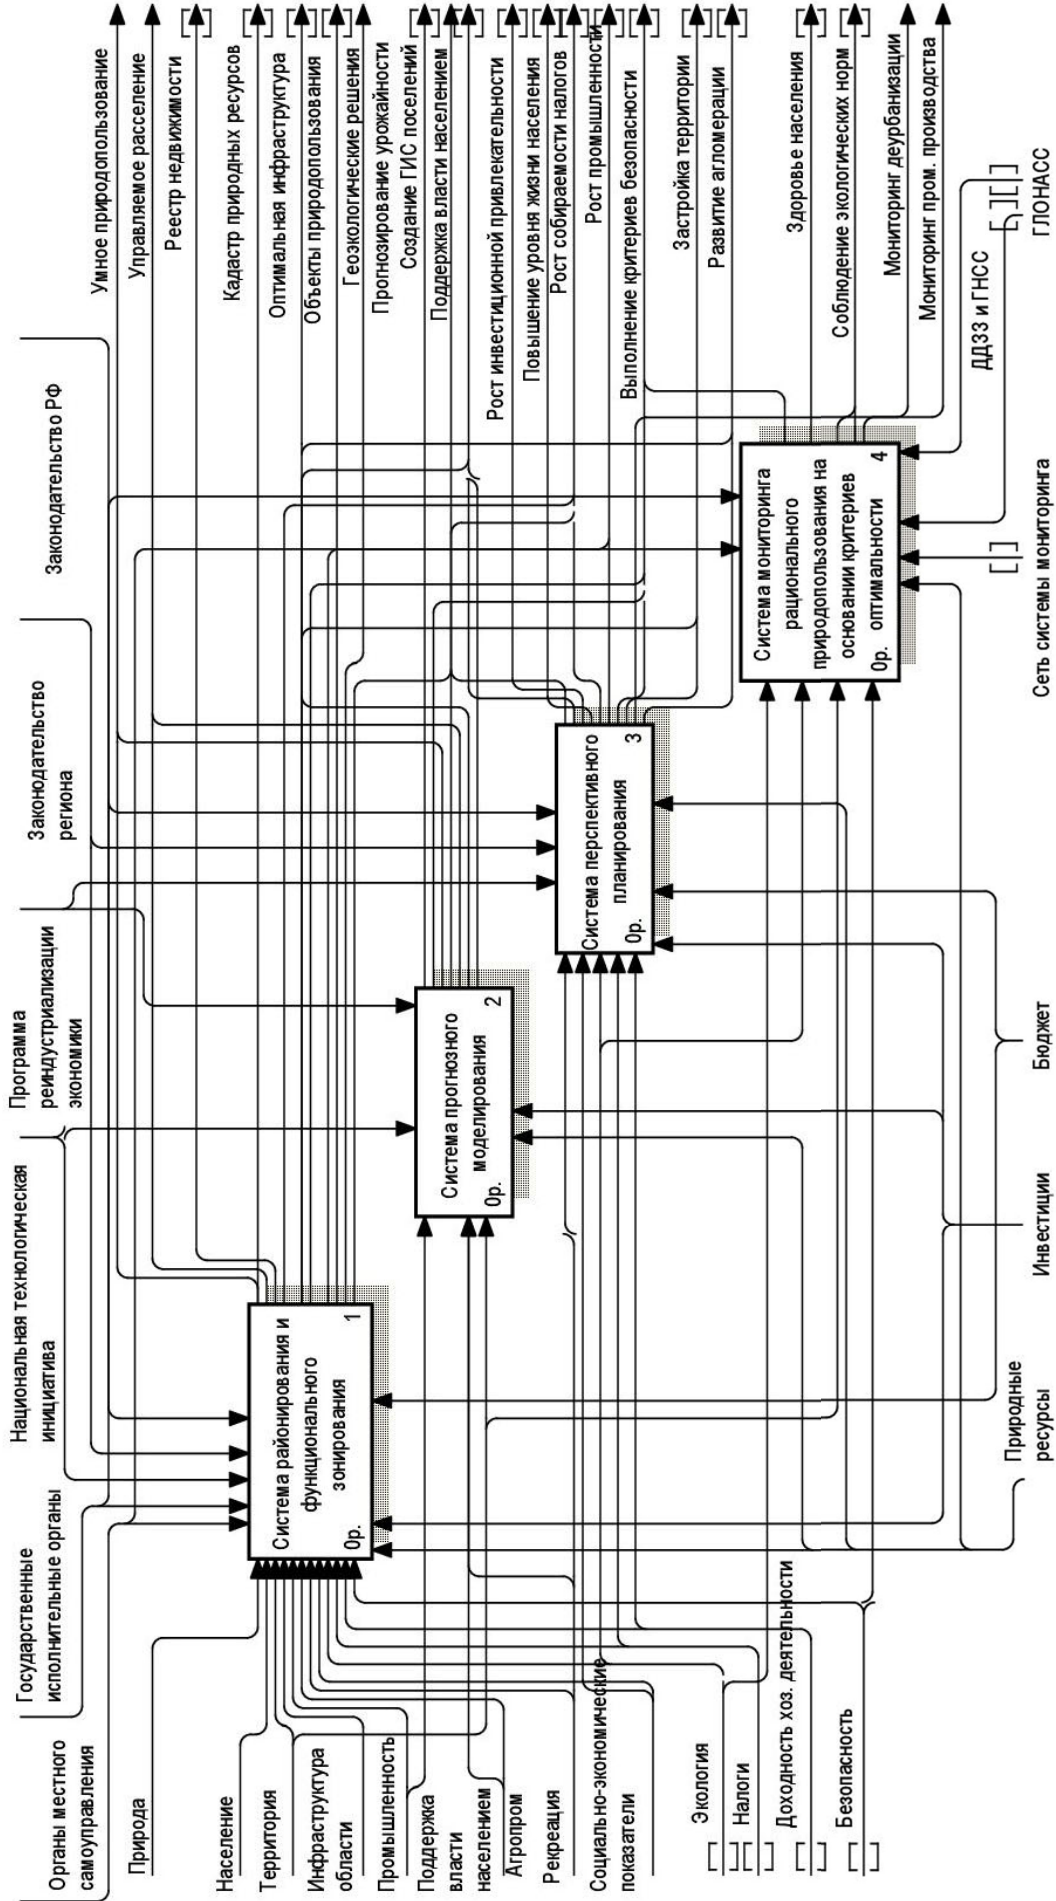 Органы местного
самоуправления
Государственные
исполнительные органы
Национальная технологическая
инициатива
Программа
реиндустриализации
экономики
Законодательство
региона
Законодательство РФ
Природа
Население
Территория
Инфраструктура
области
Промышленность
Поддержка
власти
населением
Агропром
Рекреация
Социально-экономические
показатели
Экология
Налоги
Доходность хоз. деятельности
Безопасность
Система районирования и
функционального
зонирования
0р.
1
Система прогнозного
моделирования
0р.
2
Система перспективного
планирования
0р.
3
Система мониторинга
рационального
природопользования на
основании критериев
оптимальности
0р.
4
Умное природопользование
Управляемое расселение
Реестр недвижимости
Кадастр природных ресурсов
Оптимальная инфраструктура
Объекты природопользования
Геоэкологические решения
Прогнозирование урожайности
Создание ГИС поселений
Поддержка власти населением
Рост инвестиционной привлекательности
Повышение уровня жизни населения
Рост собираемости налогов
Рост промышленности
Выполнение критериев безопасности
Застройка территории
Развитие агломерации
Здоровье населения
Соблюдение экологических норм
Мониторинг деурбанизации
Мониторинг пром. производства
Природные
ресурсы
Инвестиции
Бюджет
Сеть системы мониторинга
ДДЗЗ и ГНСС
ГЛОНАСС